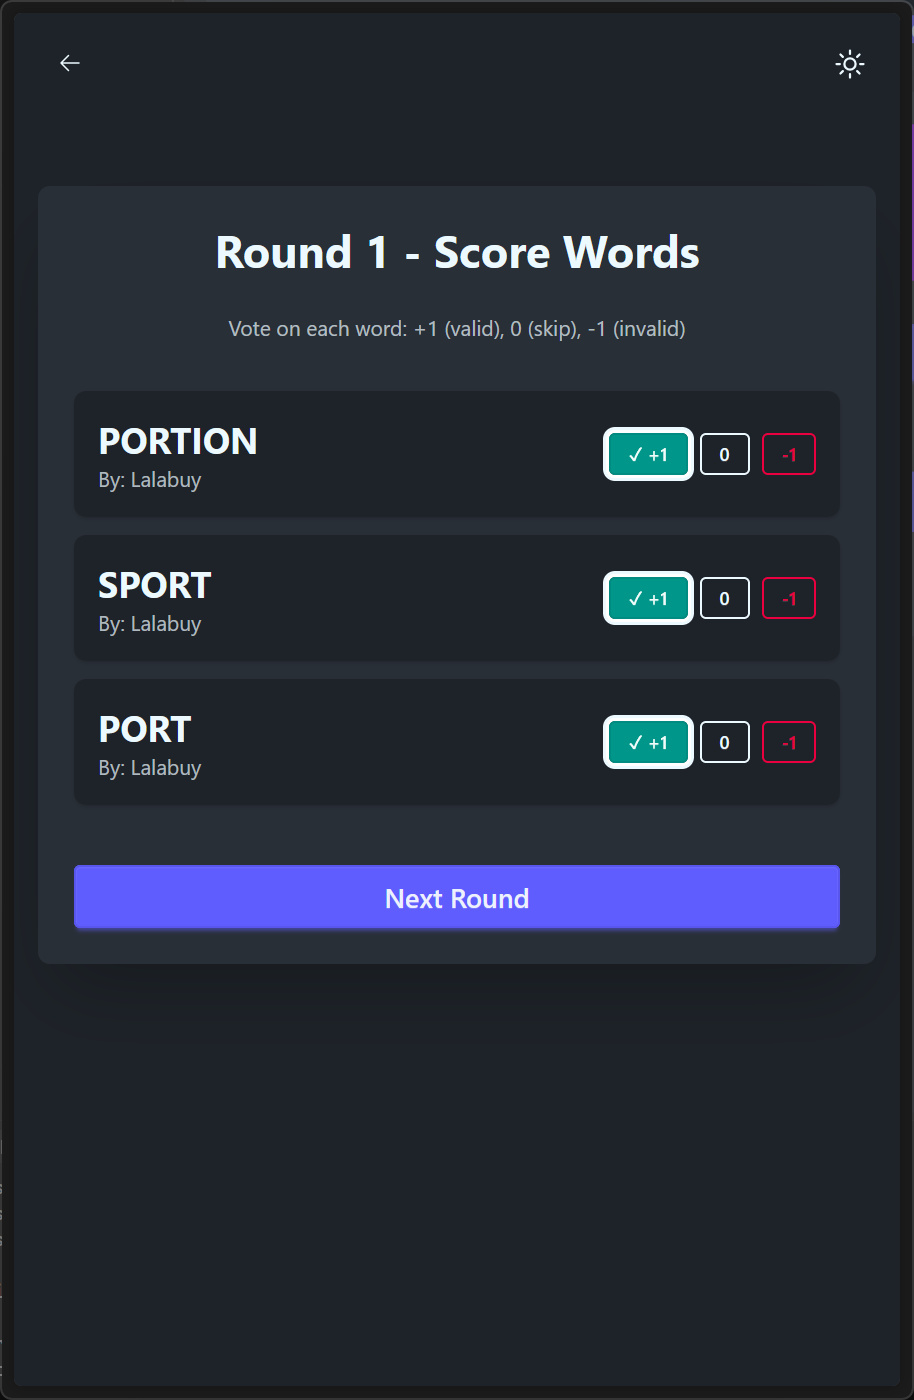 Round 1 - Score Words
Vote on each word: +1 (valid), 0 (skip), -1 (invalid)
PORTION
By: Lalabuy
✓ +1
0
-1
SPORT
By: Lalabuy
✓ +1
0
-1
PORT
By: Lalabuy
✓ +1
0
-1
Next Round